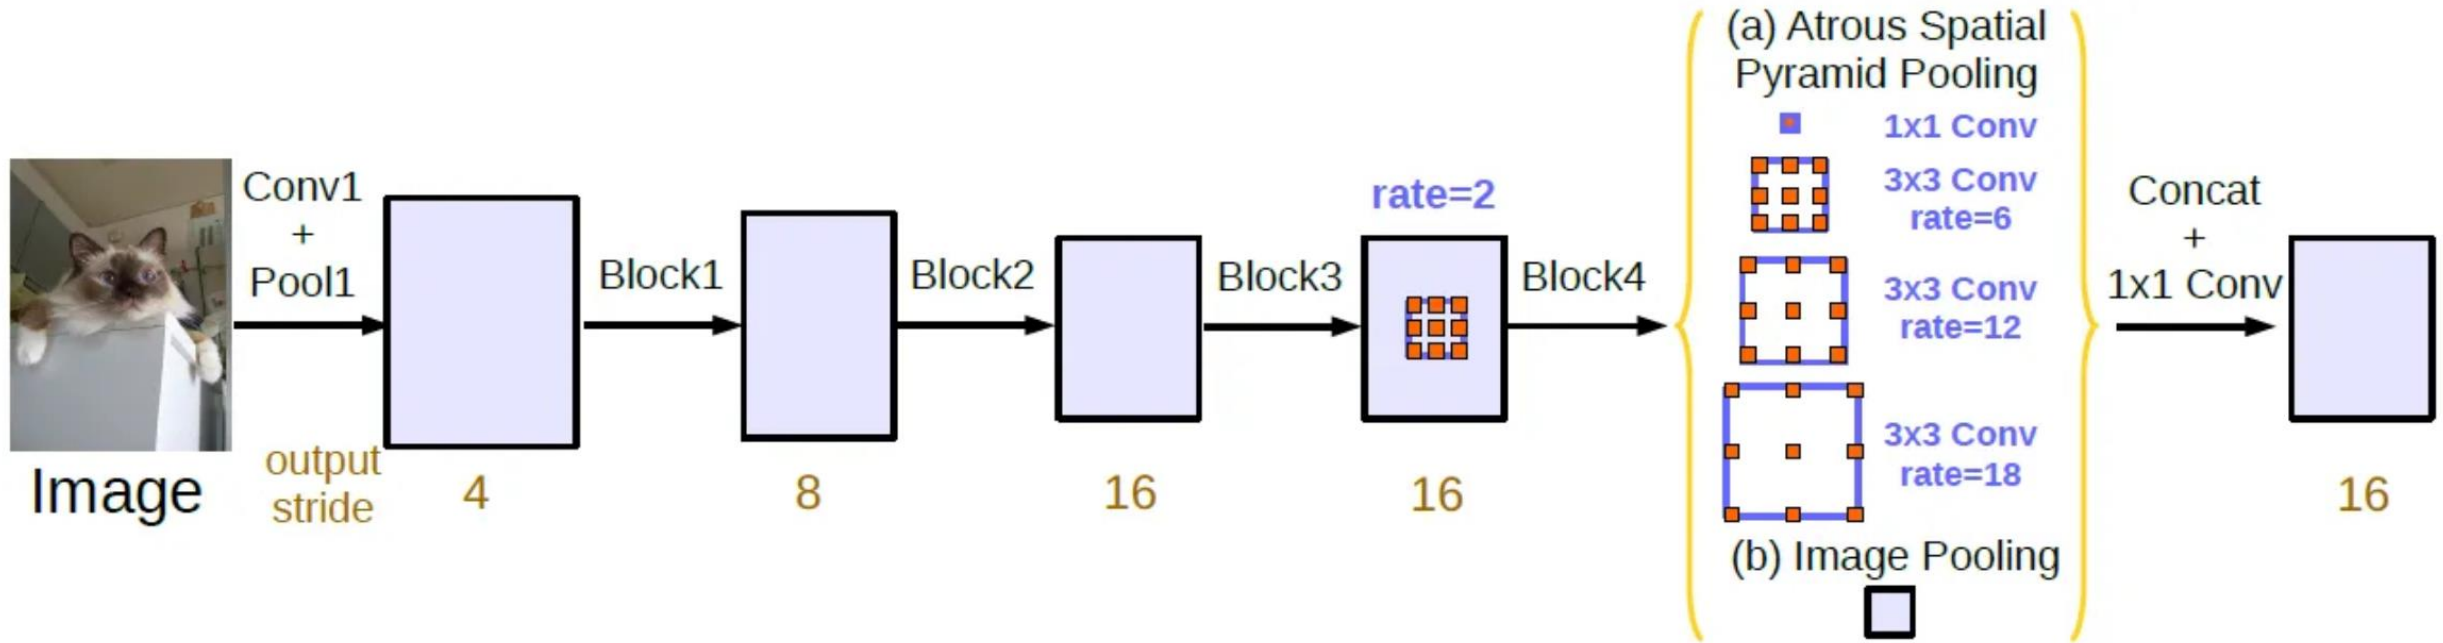 Image
output
stride
Conv1
+
Pool1
4
Block1
8
Block2
16
Block3
rate=2
16
Block4
(a) Atrous Spatial
Pyramid Pooling
1x1 Conv
3x3 Conv
rate=6
3x3 Conv
rate=12
3x3 Conv
rate=18
(b) Image Pooling
Concat
+
1x1 Conv
16